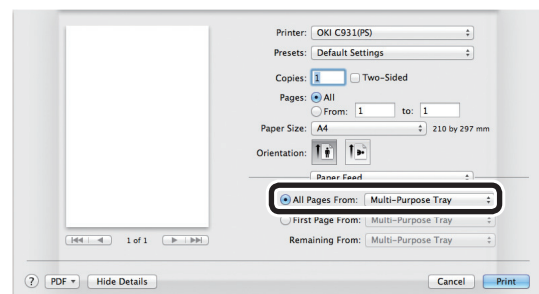 Printer: OKI C931(PS)
Presets: Default Settings
Copies: 1 Two-Sided
Pages: All
From: 1 to: 1
Paper Size: A4 210 by 297 mm
Orientation:
Paper Feed
All Pages From: Multi-Purpose Tray
First Page From: Multi-Purpose Tray
1 of 1
Remaining From: Multi-Purpose Tray
? PDF Hide Details Cancel Print